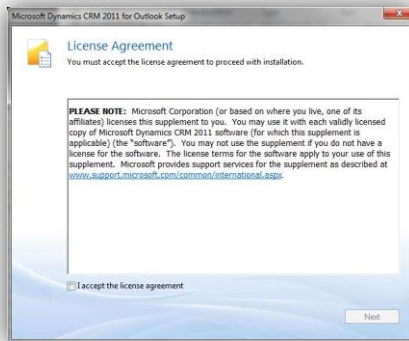 Microsoft Dynamics CRM 2011 for Outlook Setup
License Agreement
You must accept the license agreement to proceed with installation.
PLEASE NOTE: Microsoft Corporation (or based on where you live, one of its
affiliates) licenses this supplement to you. You may use it with each validly licensed
copy of Microsoft Dynamics CRM 2011 software (for which this supplement is
applicable) (the "software"). You may not use the supplement if you do not have a
license for the software. The license terms for the software apply to your use of this
supplement. Microsoft provides support services for the supplement as described at
www.support.microsoft.com/common/international.aspx.
I accept the license agreement
Next